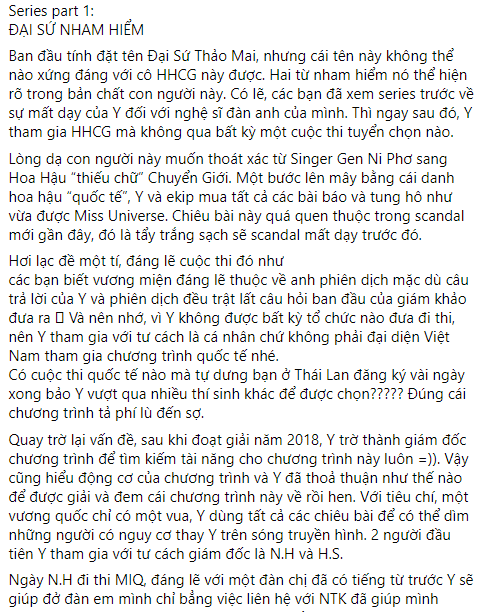 Series part 1:
ĐẠI SỨ NHAM HIỂM
Ban đầu tính đặt tên Đại Sứ Thảo Mai, nhưng cái tên này không thể
nào xứng đáng với cô HHCG này được. Hai từ nham hiểm nó thể hiện
rõ trong bản chất con người này. Có lẽ, các bạn đã xem series trước về
sự mất dạy của Y đối với nghệ sĩ đàn anh của mình. Thì ngay sau đó, Y
tham gia HHCG mà không qua bất kỳ một cuộc thi tuyển chọn nào.
Lòng dạ con người này muốn thoát xác từ Singer Gen Ni Phơ sang
Hoa Hậu “thiếu chữ” Chuyển Giới. Một bước lên mây bằng cái danh
hoa hậu “quốc tế”, Y và ekip mua tất cả các bài báo và tung hô như
vừa được Miss Universe. Chiêu bài này quá quen thuộc trong scandal
mới gần đây, đó là tẩy trắng sạch sẽ scandal mất dạy trước đó.
Hơi lạc đề một tí, đáng lẽ cuộc thi đó như
các bạn biết vương miện đáng lẽ thuộc về anh phiên dịch mặc dù câu
trả lời của Y và phiên dịch đều trật lất câu hỏi ban đầu của giám khảo
đưa ra Và nên nhớ, vì Y không được bất kỳ tổ chức nào đưa đi thi,
nên Y tham gia với tư cách là cá nhân chứ không phải đại diện Việt
Nam tham gia chương trình quốc tế nhé.
Có cuộc thi quốc tế nào mà tự dưng bạn ở Thái Lan đăng ký vài ngày
xong bảo Y vượt qua nhiều thí sinh khác để được chọn????? Đúng cái
chương trình tả phí lù đến sợ.
Quay trở lại vấn đề, sau khi đoạt giải năm 2018, Y trở thành giám đốc
chương trình để tìm kiếm tài năng cho chương trình này luôn =)). Vậy
cũng hiểu động cơ của chương trình và Y đã thoả thuận như thế nào
để được giải và đem cái chương trình này về rồi hen. Với tiêu chí, một
vương quốc chỉ có một vua, Y dùng tất cả các chiêu bài để có thể dìm
những người có nguy cơ thay Y trên sóng truyền hình. 2 người đầu
tiên Y tham gia với tư cách giám đốc là N.H và H.S.
Ngày N.H đi thi MIQ, đáng lẽ với một đàn chị đã có tiếng từ trước Y sẽ
giúp đở đàn em mình chỉ bằng việc liên hệ với NTK đã giúp mình